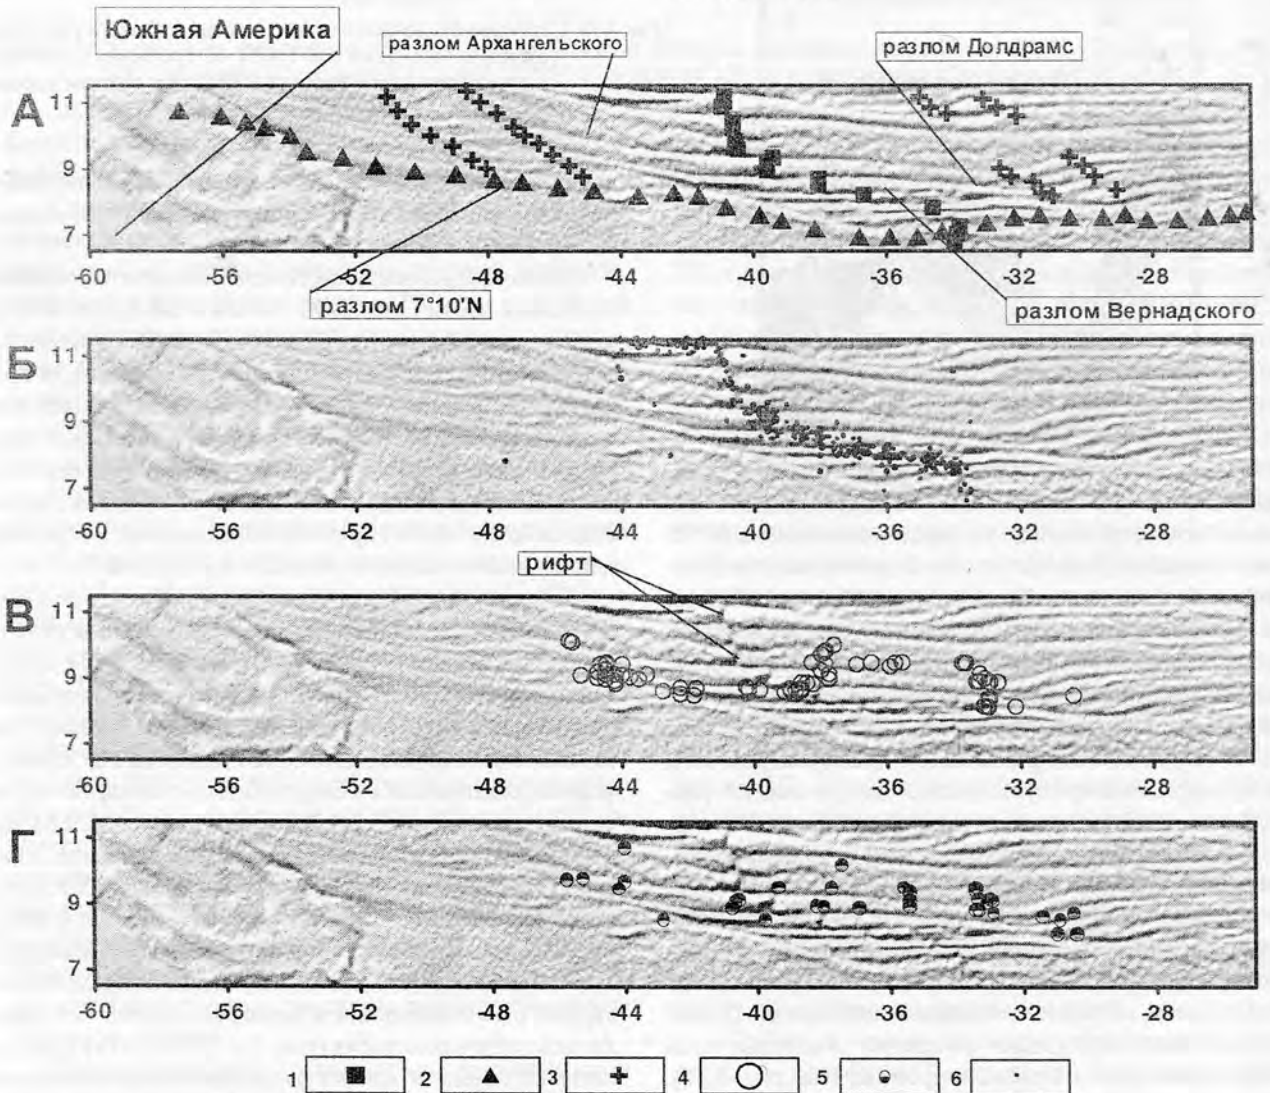 Южная Америка
разлом Архангельского
разлом Долдрамс
А
11
9
7
-60 -56 -52 -48 -44 -40 -36 -32 -28
разлом 7°10'N
разлом Вернадского
Б
11
9
7
-60 -56 -52 -48 -44 -40 -36 -32 -28
рифт
В
11
9
7
-60 -56 -52 -48 -44 -40 -36 -32 -28
Г
11
9
7
-60 -56 -52 -48 -44 -40 -36 -32 -28
1 2 3 4 5 6